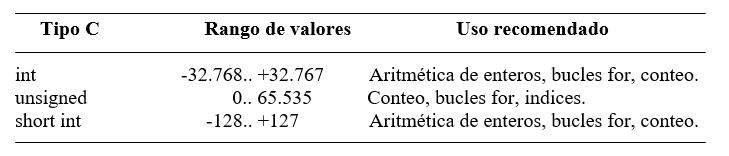 Tipo C Rango de valores Uso recomendado
int -32.768.. +32.767 Aritmética de enteros, bucles for, conteo.
unsigned 0.. 65.535 Conteo, bucles for, indices.
short int -128.. +127 Aritmética de enteros, bucles for, conteo.